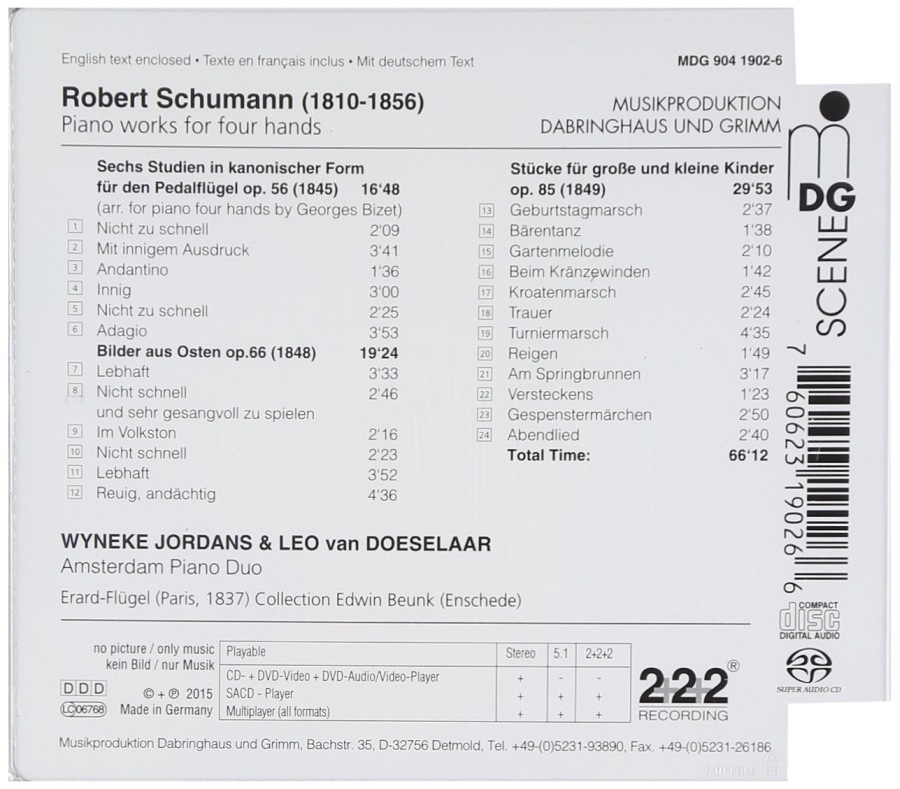 English text enclosed • Texte en français inclus • Mit deutschem Text
MDG 904 1902-6
Robert Schumann (1810-1856)
Piano works for four hands
MUSIKPRODUKTION
DABRINGHAUS UND GRIMM
Sechs Studien in kanonischer Form
für den Pedalflügel op. 56 (1845) 16'48
(arr. for piano four hands by Georges Bizet)
1 Nicht zu schnell 2'09
2 Mit innigem Ausdruck 3'41
3 Andantino 1'36
4 Innig 3'00
5 Nicht zu schnell 2'25
6 Adagio 3'53
Bilder aus Osten op.66 (1848) 19'24
7 Lebhaft 3'33
8 Nicht schnell 2'46
und sehr gesangvoll zu spielen
9 Im Volkston 2'16
10 Nicht schnell 2'23
11 Lebhaft 3'52
12 Reuig, andächtig 4'36
Stücke für große und kleine Kinder
op. 85 (1849) 29'53
13 Geburtstagmarsch 2'37
14 Bärentanz 1'38
15 Gartenmelodie 2'10
16 Beim Kränzewinden 1'42
17 Kroatenmarsch 2'45
18 Trauer 2'24
19 Turniermarsch 4'35
20 Reigen 1'49
21 Am Springbrunnen 3'17
22 Versteckens 1'23
23 Gespenstermärchen 2'50
24 Abendlied 2'40
Total Time: 66'12
WYNEKE JORDANS & LEO van DOESELAAR
Amsterdam Piano Duo
Erard-Flügel (Paris, 1837) Collection Edwin Beunk (Enschede)
no picture / only music
kein Bild / nur Musik
DDD
LC 06768
© + ℗ 2015
Made in Germany
Playable Stereo 5.1 2+2+2
CD- + DVD-Video + DVD-Audio/Video-Player + - -
SACD - Player + + +
Multiplayer (all formats) + + +
2+2+2®
RECORDING
Musikproduktion Dabringhaus und Grimm, Bachstr. 35, D-32756 Detmold, Tel. +49-(0)5231-93890, Fax. +49-(0)5231-26186
MDG
SCENE
7 60623 19026 6
COMPACT
disc
DIGITAL AUDIO
SUPER AUDIO CD